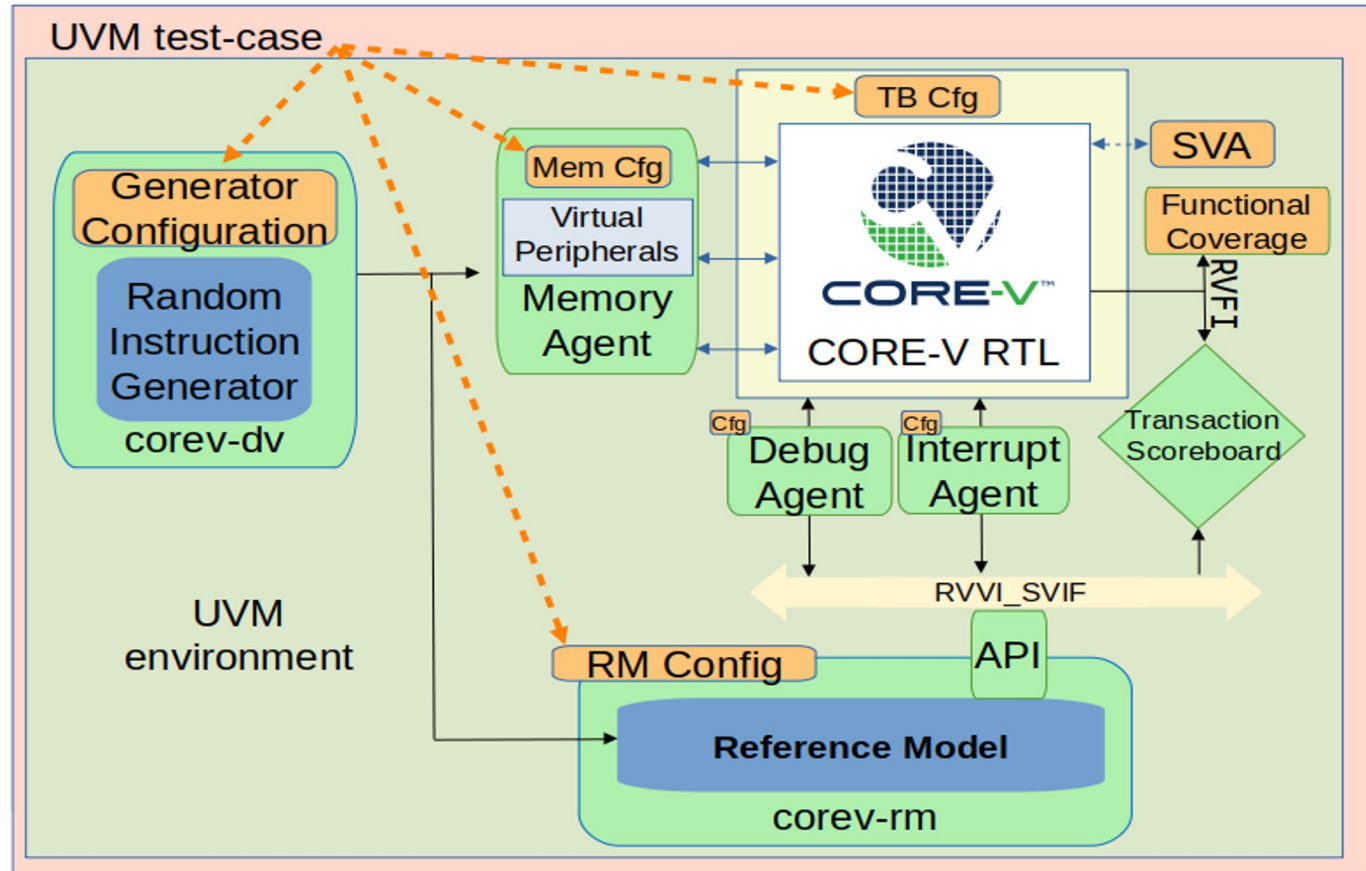 UVM test-case
TB Cfg
Generator
Configuration
Random
Instruction
Generator
corev-dv
Mem Cfg
Virtual
Peripherals
Memory
Agent
CORE-V™
CORE-V RTL
SVA
Functional
Coverage
RVFI
Cfg
Debug
Agent
Cfg
Interrupt
Agent
Transaction
Scoreboard
RVVI_SVIF
UVM
environment
API
RM Config
Reference Model
corev-rm